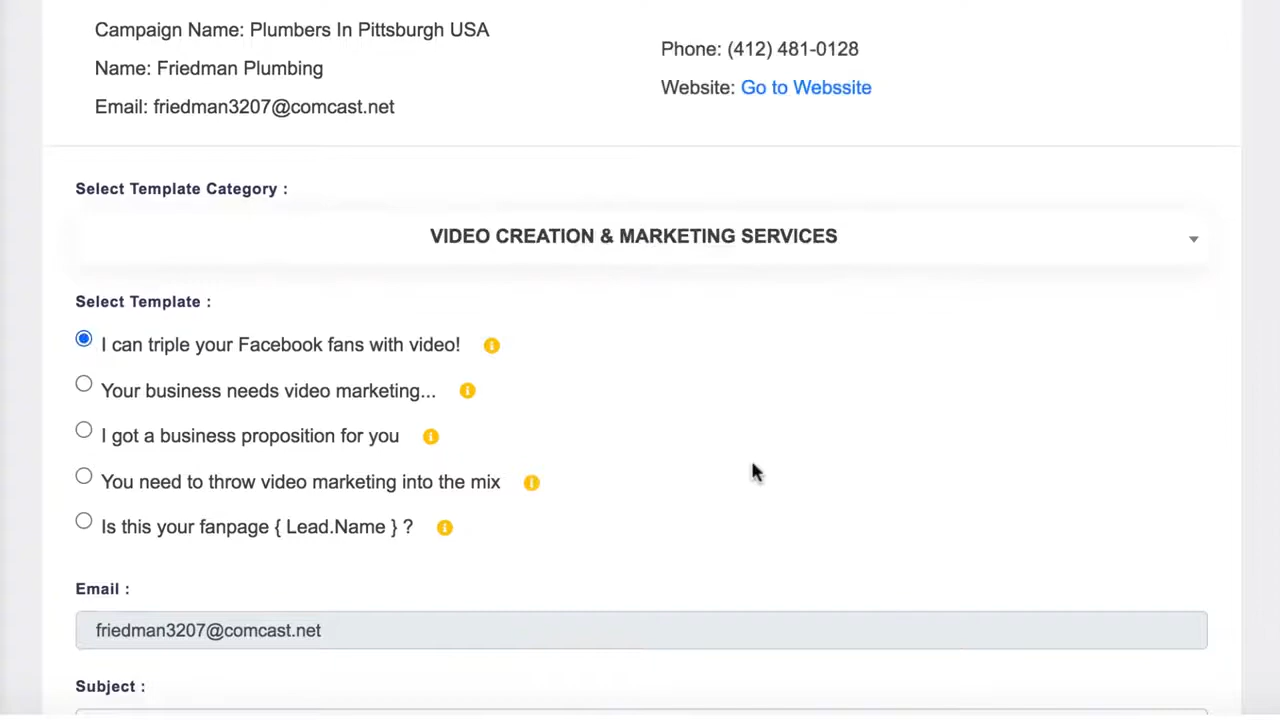 Campaign Name: Plumbers In Pittsburgh USA
Name: Friedman Plumbing
Email: friedman3207@comcast.net
Phone: (412) 481-0128
Website: Go to Webssite
Select Template Category :
VIDEO CREATION & MARKETING SERVICES
Select Template :
I can triple your Facebook fans with video!
Your business needs video marketing...
I got a business proposition for you
You need to throw video marketing into the mix
Is this your fanpage { Lead.Name } ?
Email :
friedman3207@comcast.net
Subject :